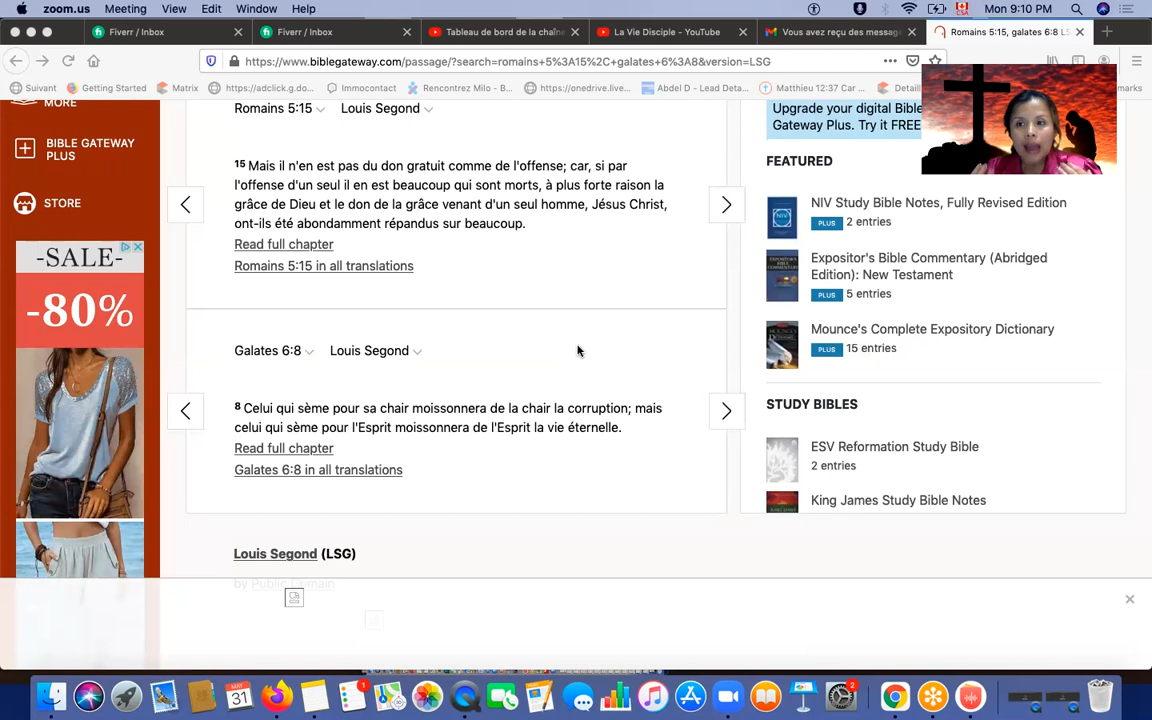 zoom.us Meeting View Edit Window Help Mon 9:10 PM
Fiverr / Inbox
Fiverr / Inbox
Tableau de bord de la chaîne
La Vie Disciple - YouTube
Vous avez reçu des messag
Romains 5:15, galates 6:8 LS
https://www.biblegateway.com/passage/?search=romains +5%3A15%2C+galates +6%3A8&version=LSG
Suivant
Getting Started
Matrix
https://adclick.g.do...
Immocontact
Rencontrez Milo - B...
https://onedrive.live...
Abdel D - Lead Deta...
Matthieu 12:37 Car ...
MORE
BIBLE GATEWAY
PLUS
STORE
-SALE-
-80%
Romains 5:15 Louis Segond
15 Mais il n'en est pas du don gratuit comme de l'offense; car, si par
l'offense d'un seul il en est beaucoup qui sont morts, à plus forte raison la
grâce de Dieu et le don de la grâce venant d'un seul homme, Jésus Christ,
ont-ils été abondamment répandus sur beaucoup.
Read full chapter
Romains 5:15 in all translations
Galates 6:8 Louis Segond
8 Celui qui sème pour sa chair moissonnera de la chair la corruption; mais
celui qui sème pour l'Esprit moissonnera de l'Esprit la vie éternelle.
Read full chapter
Galates 6:8 in all translations
Louis Segond (LSG)
by Public Domain
Upgrade your digital Bible
Gateway Plus. Try it FREE
FEATURED
NIV Study Bible Notes, Fully Revised Edition
PLUS 2 entries
Expositor's Bible Commentary (Abridged
Edition): New Testament
PLUS 5 entries
Mounce's Complete Expository Dictionary
PLUS 15 entries
STUDY BIBLES
ESV Reformation Study Bible
2 entries
King James Study Bible Notes
MAY
31
1
2